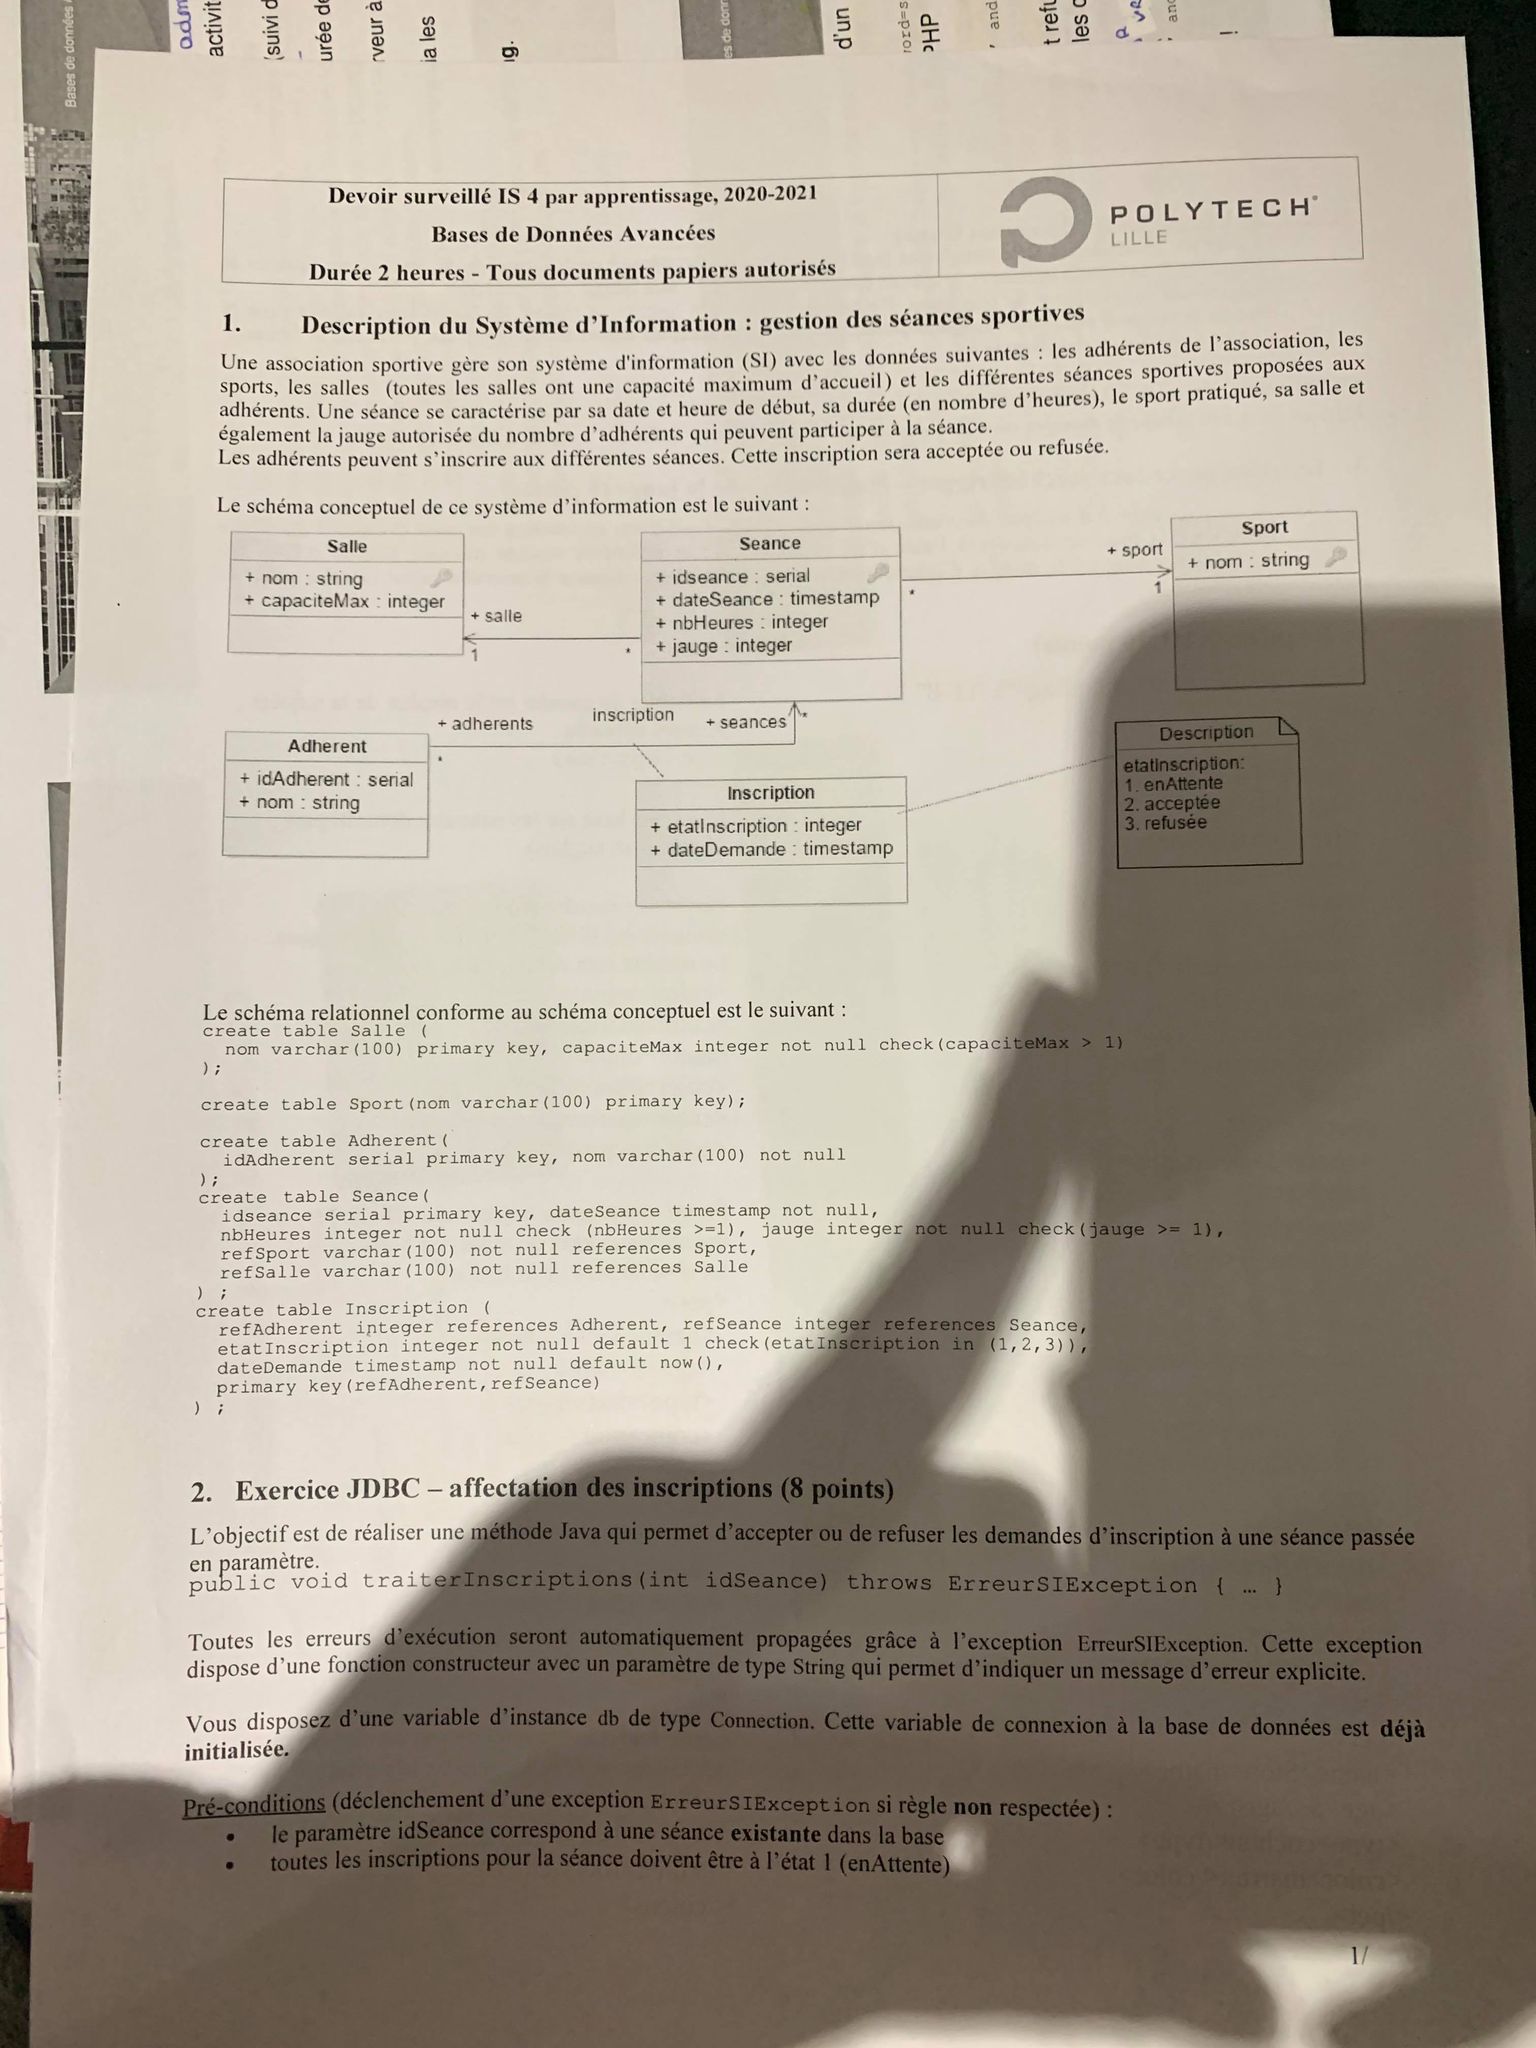 Bases de données
adm
activit
(suivi d
urée de
rveur à
ia les
g.
es de donn
d'un
ord=s
PHP
, and
t refu
les c
Devoir surveillé IS 4 par apprentissage, 2020-2021
Bases de Données Avancées
Durée 2 heures - Tous documents papiers autorisés
POLYTECH
LILLE
1. Description du Système d'Information : gestion des séances sportives
Une association sportive gère son système d'information (SI) avec les données suivantes : les adhérents de l'association, les
sports, les salles (toutes les salles ont une capacité maximum d'accueil) et les différentes séances sportives proposées aux
adhérents. Une séance se caractérise par sa date et heure de début, sa durée (en nombre d'heures), le sport pratiqué, sa salle et
également la jauge autorisée du nombre d'adhérents qui peuvent participer à la séance.
Les adhérents peuvent s'inscrire aux différentes séances. Cette inscription sera acceptée ou refusée.
Le schéma conceptuel de ce système d'information est le suivant :
Salle
+ nom : string
+ capaciteMax : integer
+ salle
1
*
Seance
+ idseance : serial
+ dateSeance : timestamp
+ nbHeures : integer
+ jauge : integer
*
+ sport
1
Sport
+ nom : string
Adherent
+ idAdherent : serial
+ nom : string
+ adherents
*
inscription
+ seances
*
Inscription
+ etatInscription : integer
+ dateDemande : timestamp
Description
etatInscription:
1. enAttente
2. acceptée
3. refusée
Le schéma relationnel conforme au schéma conceptuel est le suivant :
create table Salle (
nom varchar(100) primary key, capaciteMax integer not null check(capaciteMax > 1)
);
create table Sport(nom varchar(100) primary key);
create table Adherent(
idAdherent serial primary key, nom varchar(100) not null
);
create table Seance(
idseance serial primary key, dateSeance timestamp not null,
nbHeures integer not null check (nbHeures >=1), jauge integer not null check(jauge >= 1),
refSport varchar(100) not null references Sport,
refSalle varchar(100) not null references Salle
) ;
create table Inscription (
refAdherent integer references Adherent, refSeance integer references Seance,
etatInscription integer not null default 1 check(etatInscription in (1,2,3)),
dateDemande timestamp not null default now(),
primary key(refAdherent,refSeance)
) ;
2. Exercice JDBC – affectation des inscriptions (8 points)
L'objectif est de réaliser une méthode Java qui permet d'accepter ou de refuser les demandes d'inscription à une séance passée
en paramètre.
public void traiterInscriptions(int idSeance) throws ErreurSIException { … }
Toutes les erreurs d'exécution seront automatiquement propagées grâce à l'exception ErreurSIException. Cette exception
dispose d'une fonction constructeur avec un paramètre de type String qui permet d'indiquer un message d'erreur explicite.
Vous disposez d'une variable d'instance db de type Connection. Cette variable de connexion à la base de données est déjà
initialisée.
Pré-conditions (déclenchement d'une exception ErreurSIException si règle non respectée) :
• le paramètre idSeance correspond à une séance existante dans la base
• toutes les inscriptions pour la séance doivent être à l'état 1 (enAttente)
1/